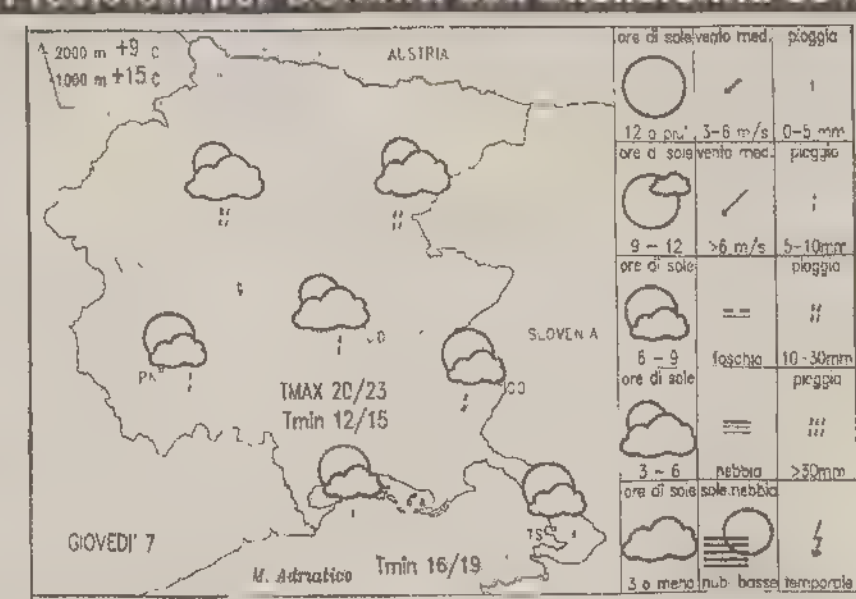 2000 m +9 c
1000 m +15 c
AUSTRIA
SLOVENIA
TMAX 20/23
Tmin 12/15
GO
TS
GIOVEDI' 7
M. Adriatico
Tmin 16/19
ore di sole vento med. pioggia
12 o piu' 3-6 m/s 0-5 mm
ore di sole vento med. pioggia
9 - 12 >6 m/s 5-10mm
ore di sole pioggia
6 - 9 foschia 10-30mm
ore di sole pioggia
3 - 6 nebbia >30mm
ore di sole sole nebbia
3 o meno nub. basse temporale